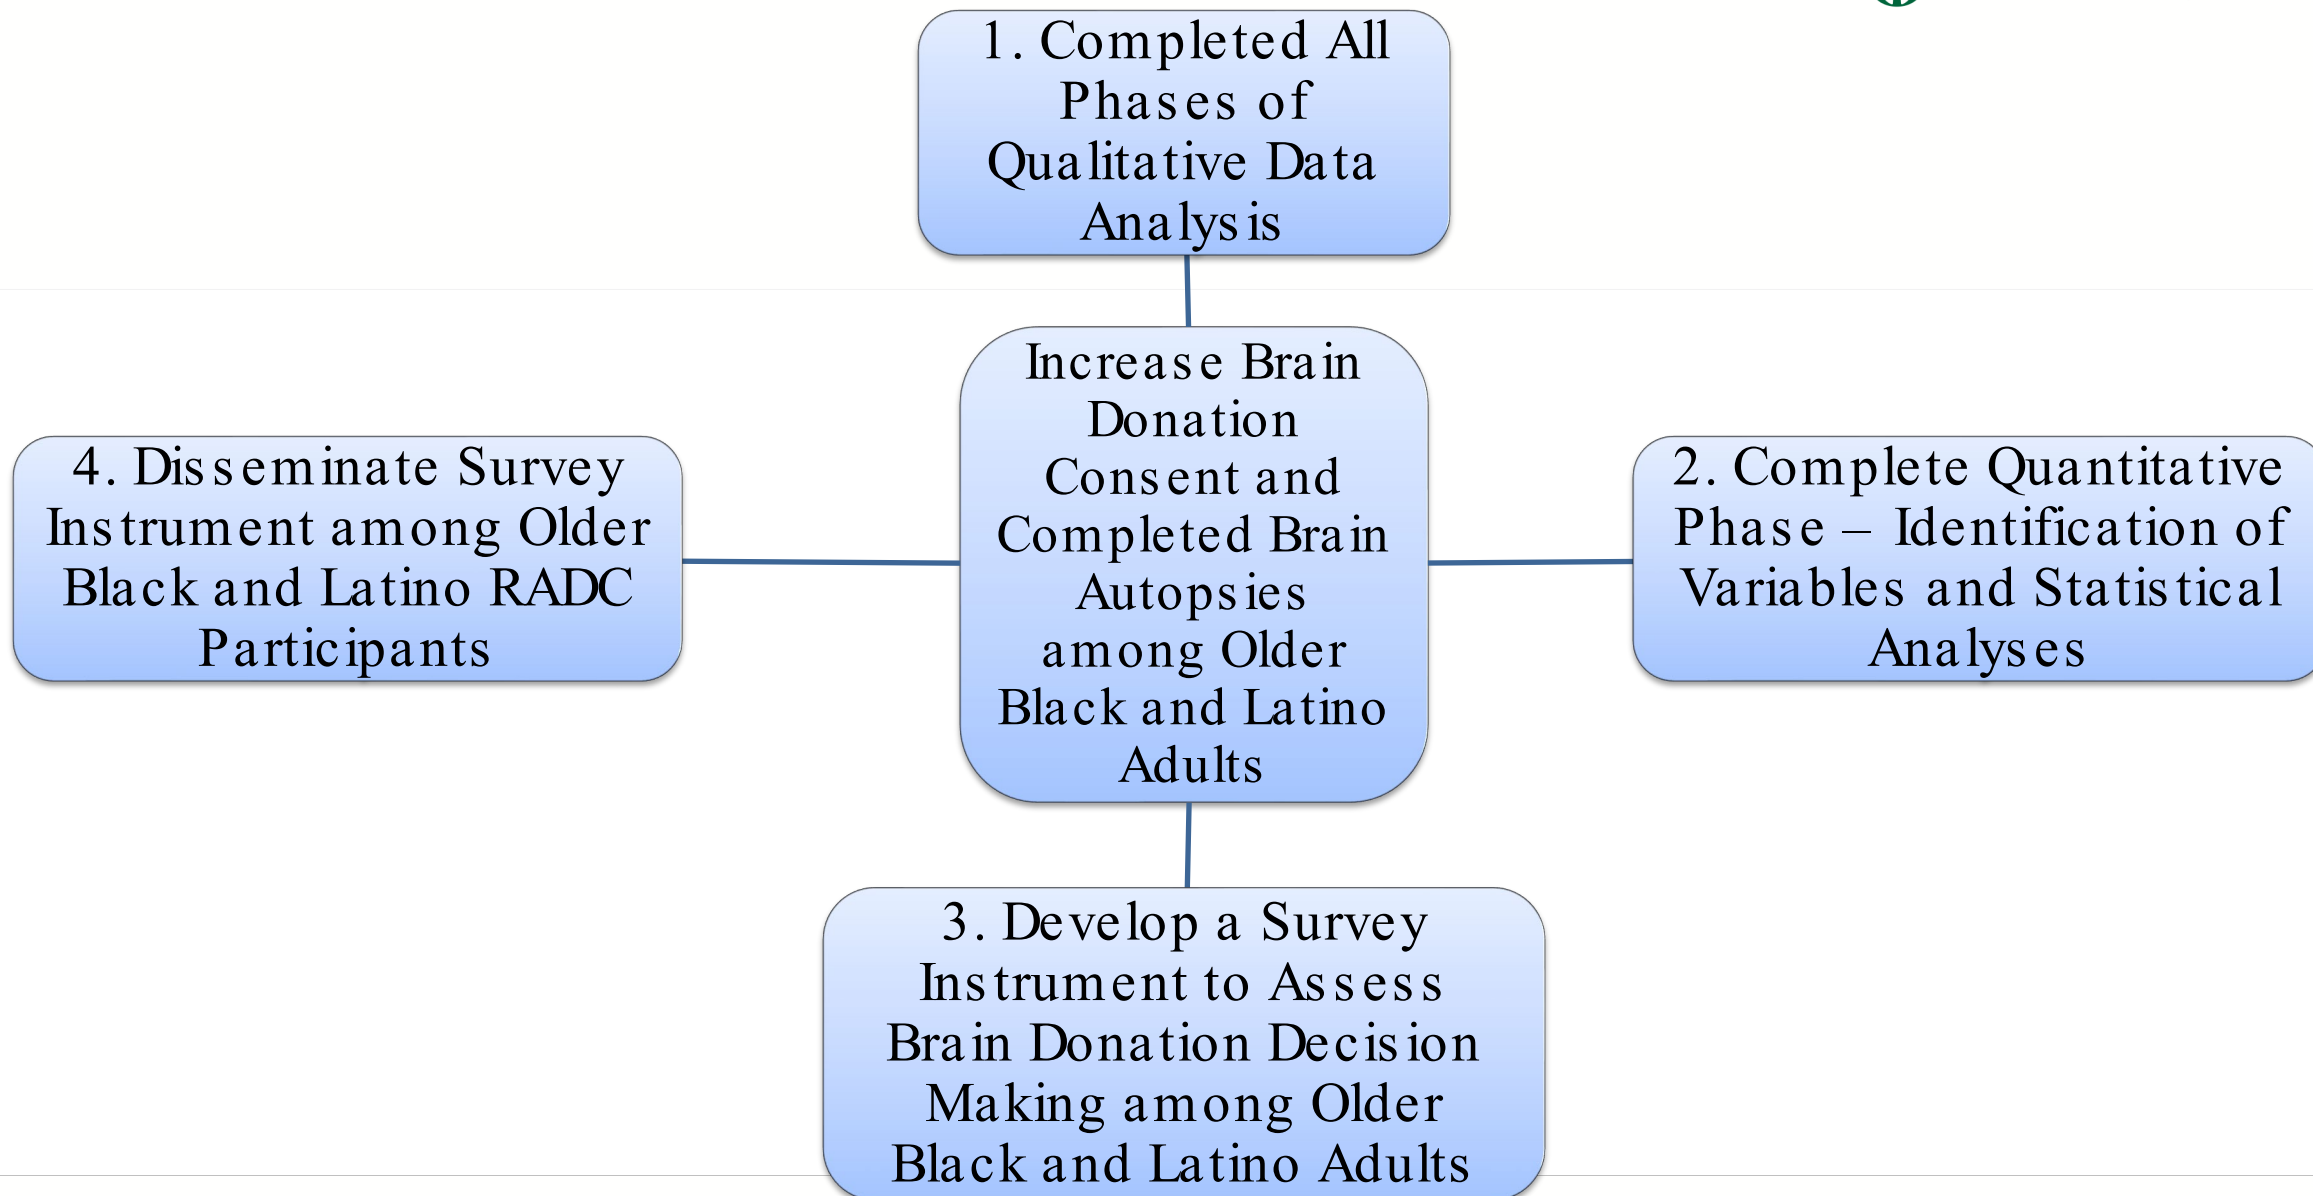 1. Completed All
Phases of
Qualitative Data
Analysis
Increase Brain
Donation
Consent and
Completed Brain
Autopsies
among Older
Black and Latino
Adults
4. Disseminate Survey
Instrument among Older
Black and Latino RADC
Participants
2. Complete Quantitative
Phase – Identification of
Variables and Statistical
Analyses
3. Develop a Survey
Instrument to Assess
Brain Donation Decision
Making among Older
Black and Latino Adults